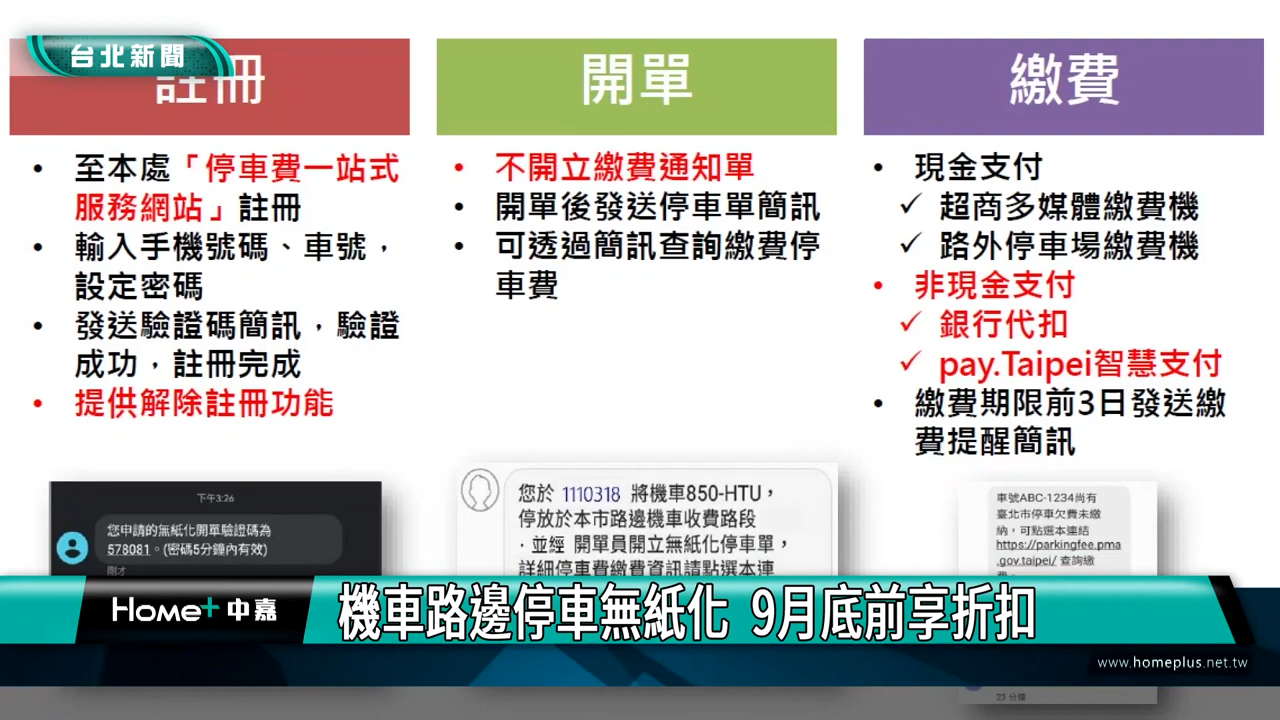 台北新聞
註冊
至本處「停車費一站式
服務網站」註冊
輸入手機號碼、車號，
設定密碼
發送驗證碼簡訊，驗證
成功，註冊完成
提供解除註冊功能
下午3:26
您申請的無紙化開單驗證碼為
578081。(密碼5分鐘內有效)
剛才
開單
不開立繳費通知單
開單後發送停車單簡訊
可透過簡訊查詢繳費停
車費
您於 1110318 將機車850-HTU，
停放於本市路邊機車收費路段
．並經 開單員開立無紙化停車單，
詳細停車費繳費資訊請點選本連
繳費
現金支付
超商多媒體繳費機
路外停車場繳費機
非現金支付
銀行代扣
pay.Taipei智慧支付
繳費期限前3日發送繳
費提醒簡訊
車號ABC-1234尚有
臺北市停車欠費未繳
納，可點選本連結
https://parkingfee.pma
.gov.taipei/ 查詢繳
費。
Home+中嘉
機車路邊停車無紙化 9月底前享折扣
www.homeplus.net.tw
23 分鐘